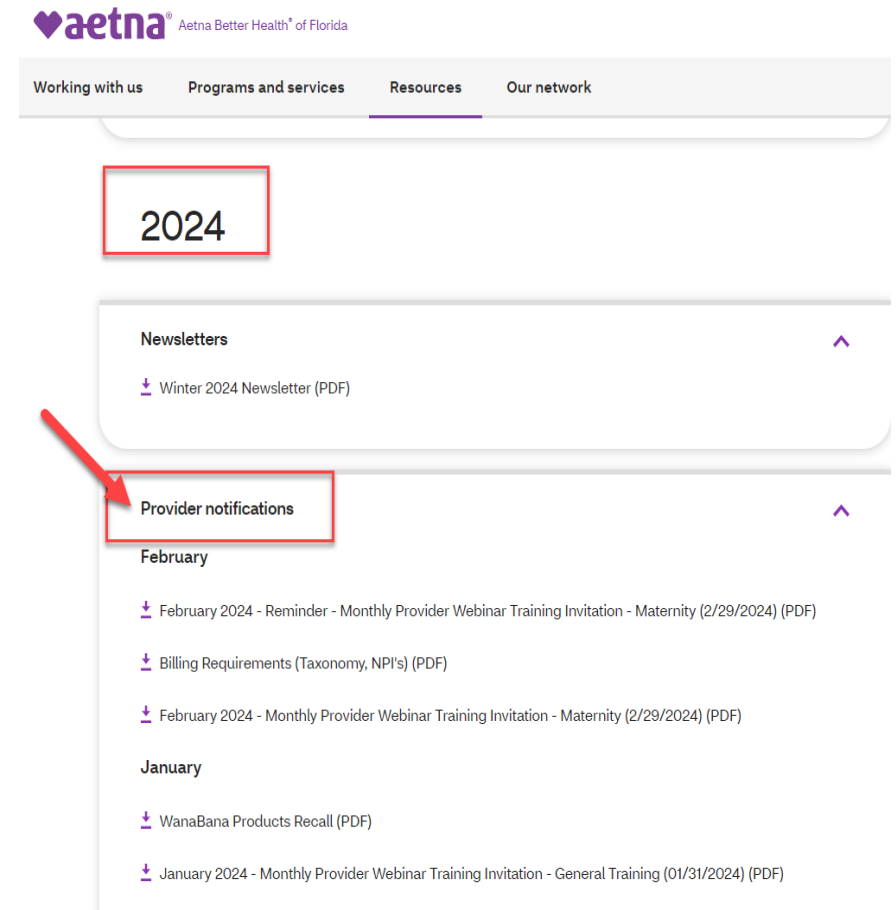 aetna® Aetna Better Health® of Florida
Working with us Programs and services Resources Our network
2024
Newsletters
Winter 2024 Newsletter (PDF)
Provider notifications
February
February 2024 - Reminder - Monthly Provider Webinar Training Invitation - Maternity (2/29/2024) (PDF)
Billing Requirements (Taxonomy, NPI's) (PDF)
February 2024 - Monthly Provider Webinar Training Invitation - Maternity (2/29/2024) (PDF)
January
WanaBana Products Recall (PDF)
January 2024 - Monthly Provider Webinar Training Invitation - General Training (01/31/2024) (PDF)